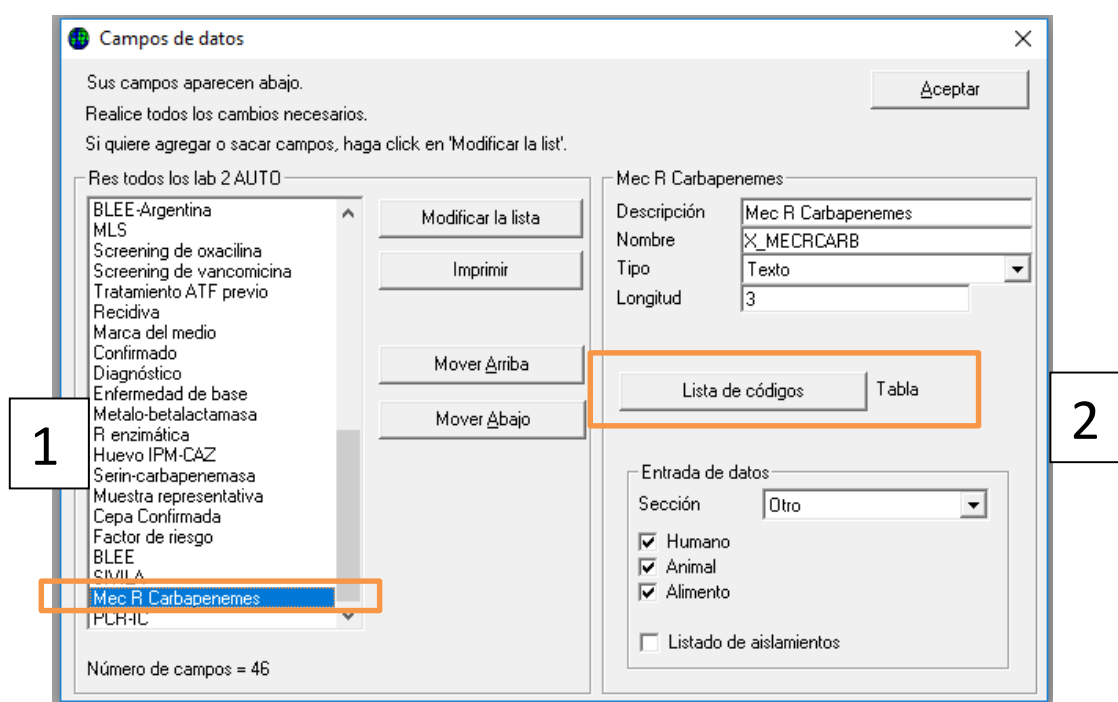 Campos de datos
Sus campos aparecen abajo.
Realice todos los cambios necesarios.
Si quiere agregar o sacar campos, haga click en 'Modificar la list'.
Aceptar
Res todos los lab 2 AUTO
BLEE-Argentina
MLS
Screening de oxacilina
Screening de vancomicina
Tratamiento ATF previo
Recidiva
Marca del medio
Confirmado
Diagnóstico
Enfermedad de base
Metalo-betalactamasa
R enzimática
Huevo IPM-CAZ
Serin-carbapenemasa
Muestra representativa
Cepa Confirmada
Factor de riesgo
BLEE
SIVILA
Mec R Carbapenemes
PCR-IC
Número de campos = 46
1
Modificar la lista
Imprimir
Mover Arriba
Mover Abajo
Mec R Carbapenemes
Descripción Mec R Carbapenemes
Nombre X_MECRCARB
Tipo Texto
Longitud 3
Lista de códigos Tabla
2
Entrada de datos
Sección Otro
Humano
Animal
Alimento
Listado de aislamientos